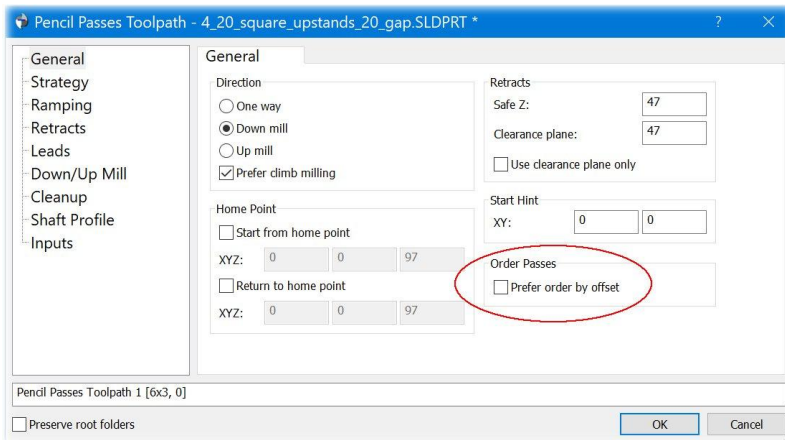 Pencil Passes Toolpath - 4_20_square_upstands_20_gap.SLDPRT *
? ×
General
Strategy
Ramping
Retracts
Leads
Down/Up Mill
Cleanup
Shaft Profile
Inputs
General
Direction
One way
Down mill
Up mill
Prefer climb milling
Home Point
Start from home point
XYZ: 0 0 97
Return to home point
XYZ: 0 0 97
Retracts
Safe Z: 47
Clearance plane: 47
Use clearance plane only
Start Hint
XY: 0 0
Order Passes
Prefer order by offset
Pencil Passes Toolpath 1 [6x3, 0]
Preserve root folders
OK Cancel